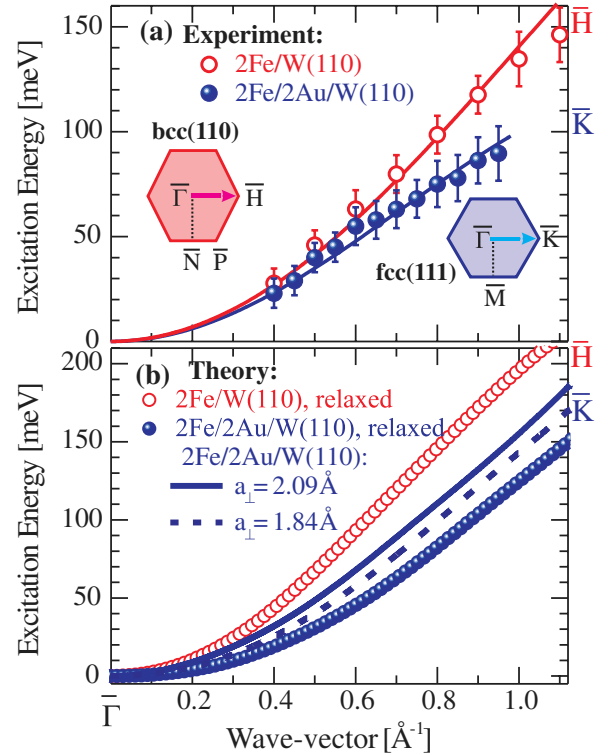 (a) Experiment:
2Fe/W(110)
2Fe/2Au/W(110)
H̅
K̅
bcc(110)
Γ̅
H̅
N̅ P̅
fcc(111)
Γ̅
K̅
M̅
Excitation Energy [meV]
150
100
50
0
(b) Theory:
2Fe/W(110), relaxed
2Fe/2Au/W(110), relaxed
2Fe/2Au/W(110):
a⊥= 2.09Å
a⊥= 1.84Å
H̅
K̅
Excitation Energy [meV]
200
150
100
50
0
Γ̅
0.2 0.4 0.6 0.8 1.0
Wave-vector [Å⁻¹]